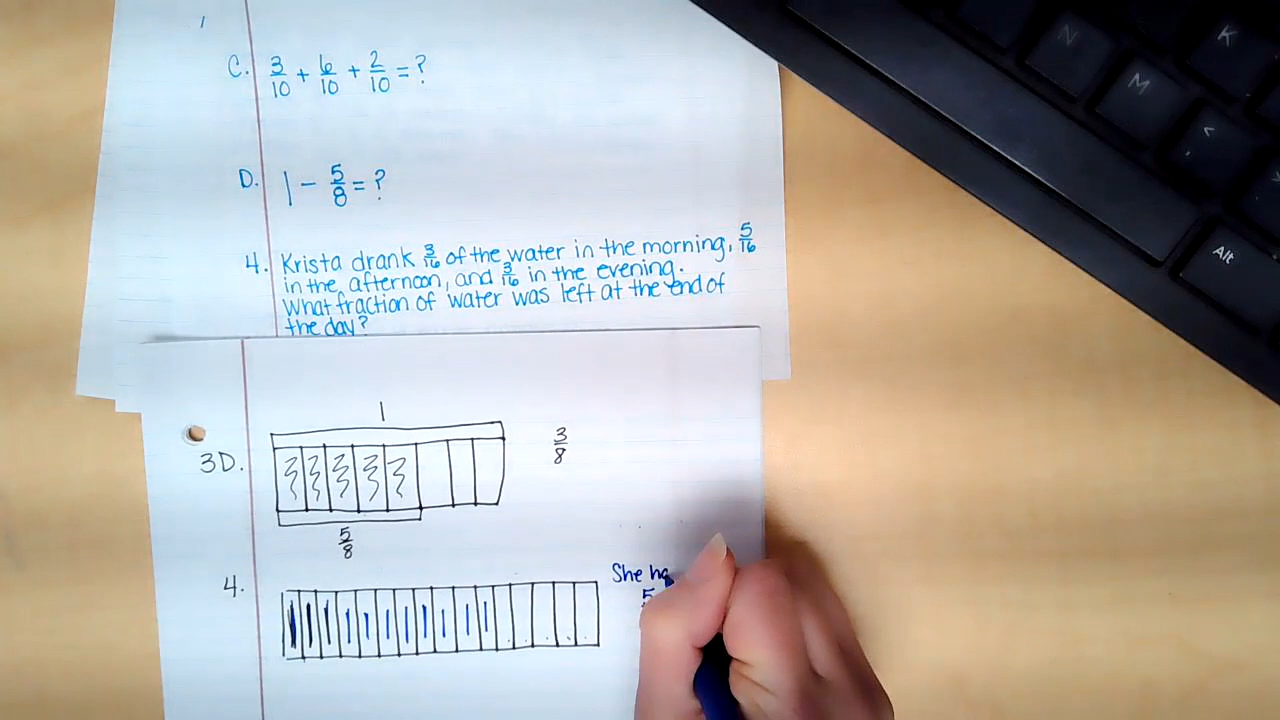 C. 3/10 + 6/10 + 2/10 = ?
D. 1 - 5/8 = ?
4. Krista drank 3/16 of the water in the morning, 5/16
in the afternoon, and 3/16 in the evening.
What fraction of water was left at the end of
the day?
1
3D. 3/8
5/8
4. She ha
5
N
M
K
<
,
Alt